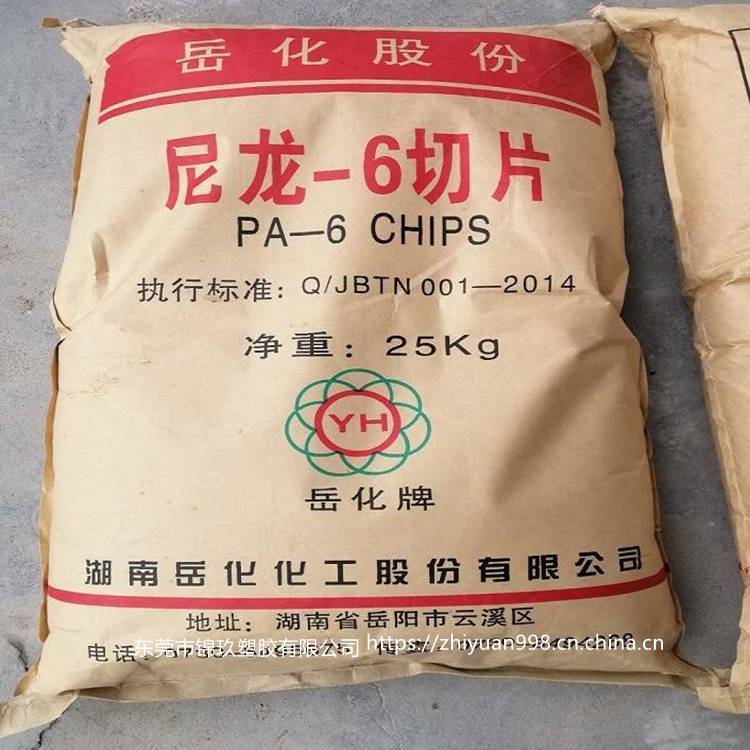 岳化股份
尼龙-6切片
PA—6 CHIPS
执行标准：Q/JBTN 001—2014
净重：25Kg
YH
岳化牌
湖南岳化化工股份有限公司
地址：湖南省岳阳市云溪区
电话：
东莞市锦玖塑胶有限公司 https://zhiyuan998.cn.china.cn